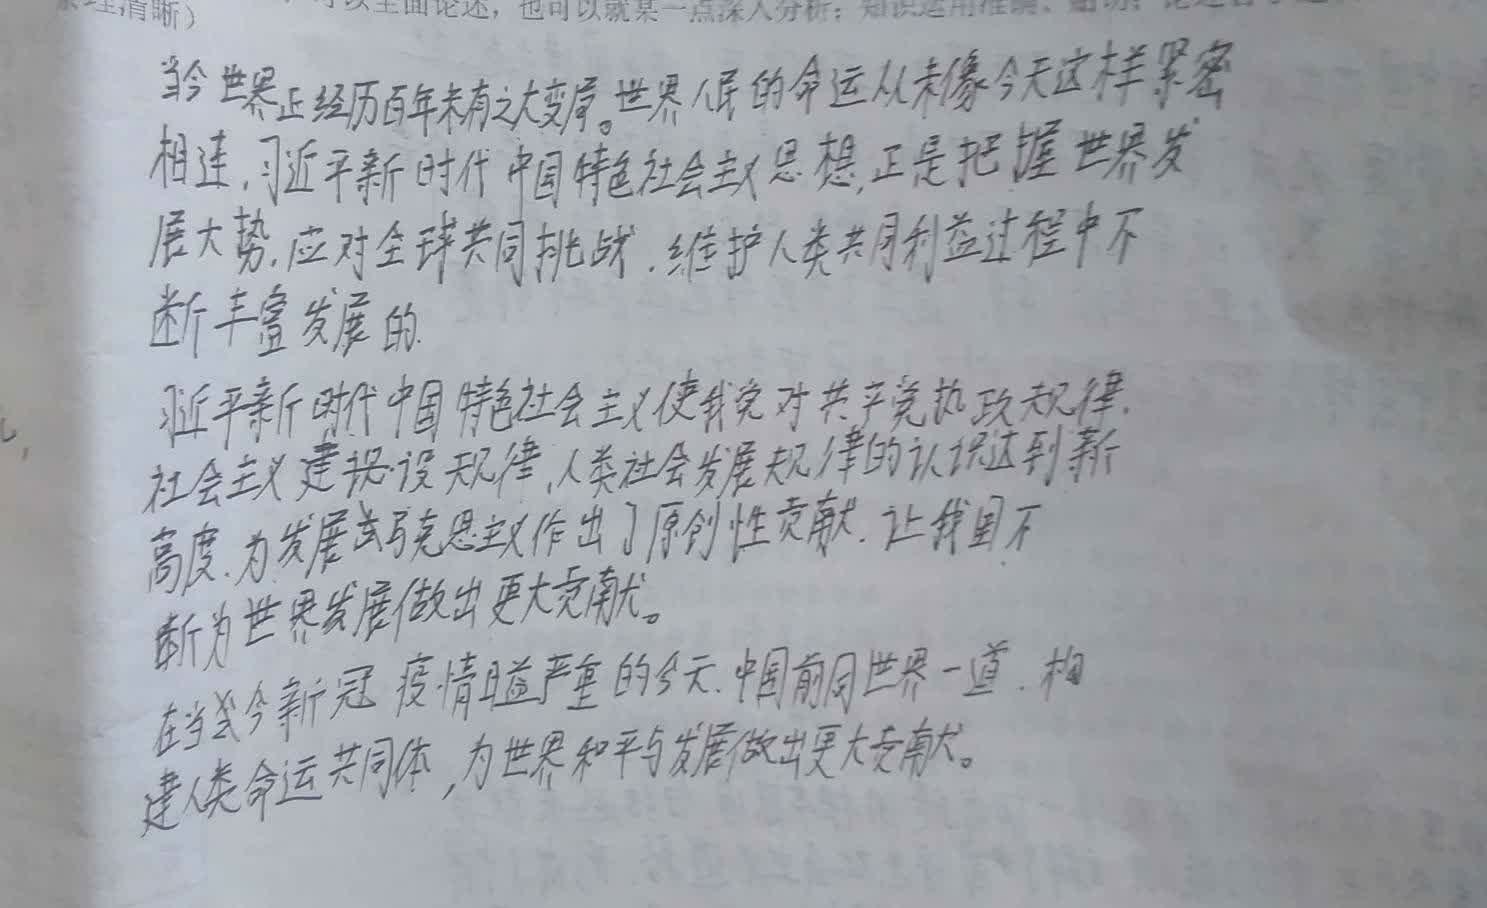 可以全面论述，也可以就某一点深入分析；知识运用准确、贴切；论述
条理清晰）
当今世界正经历百年未有之大变局。世界人民的命运从未像今天这样紧密
相连，习近平新时代中国特色社会主义思想，正是把握世界发
展大势，应对全球共同挑战，维护人类共同利益过程中不
断丰富发展的.
习近平新时代中国特色社会主义使我党对共产党执政规律，
社会主义建设规律，人类社会发展规律的认识达到新
高度，为发展马克思主义作出了原创性贡献，让我国不
断为世界发展做出更大贡献。
在当今新冠疫情日益严重的今天，中国前同世界一道，构
建人类命运共同体，为世界和平与发展做出更大贡献。